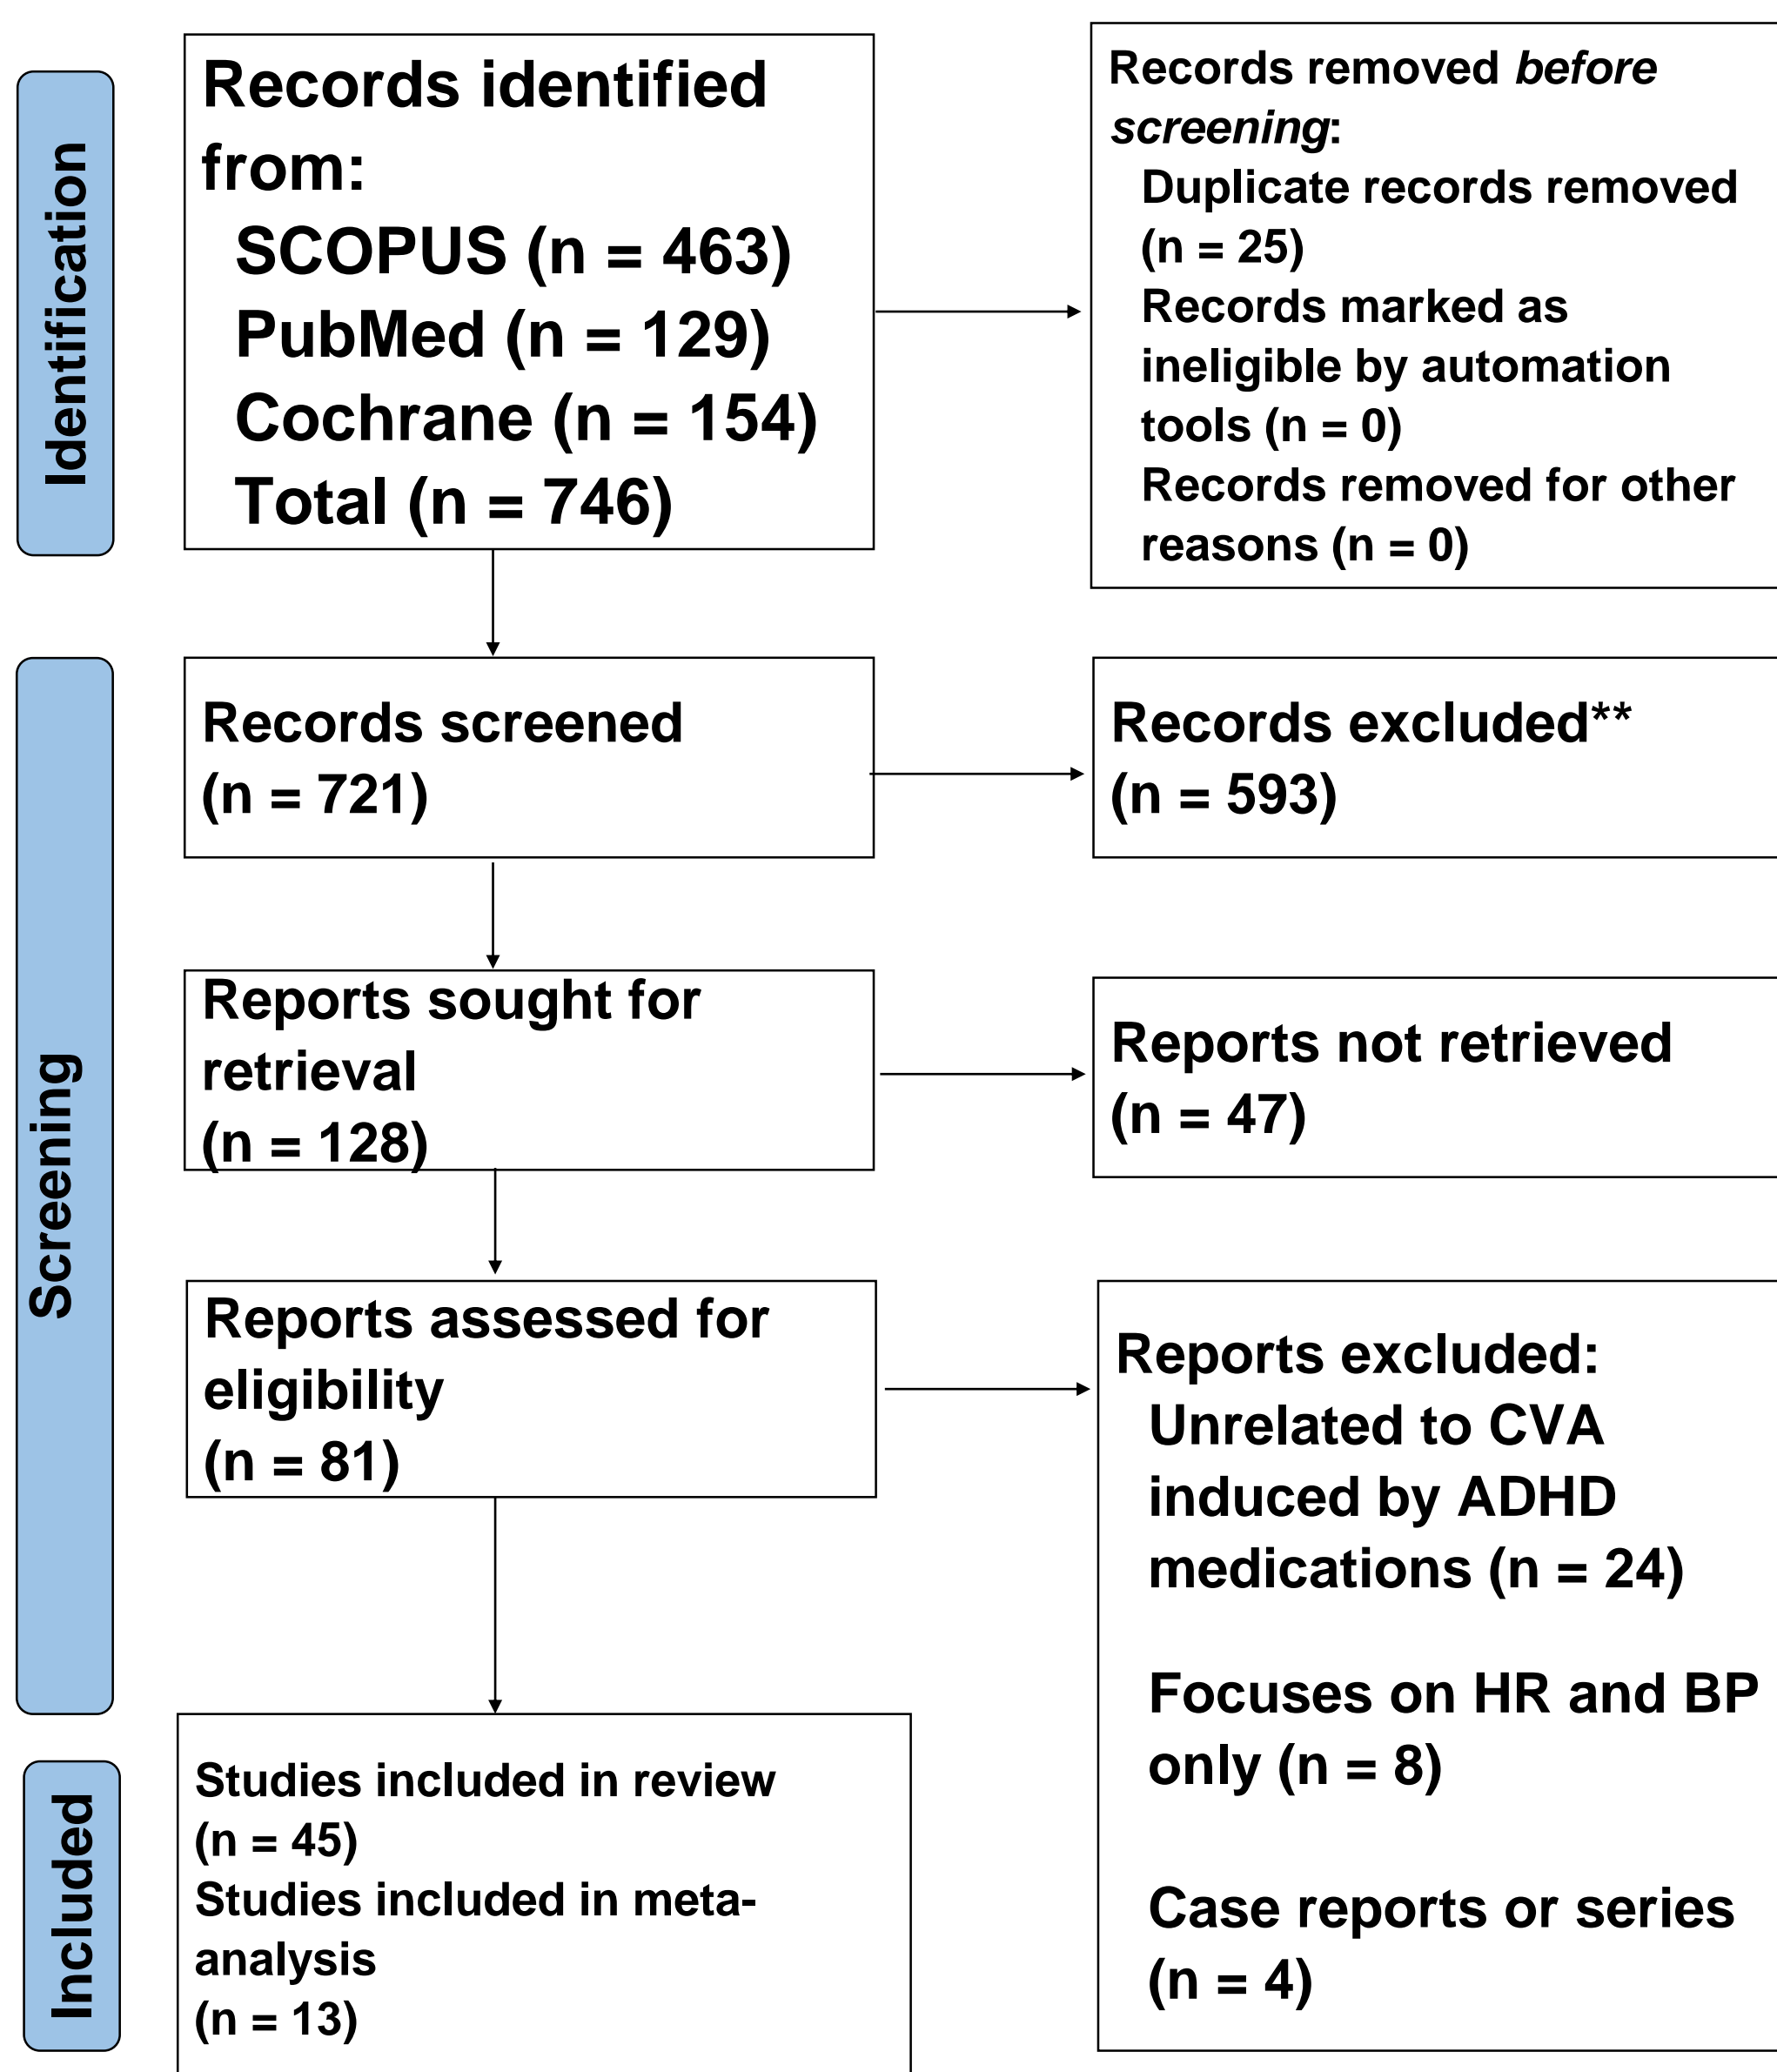 Identification
Records identified
from:
SCOPUS (n = 463)
PubMed (n = 129)
Cochrane (n = 154)
Total (n = 746)
Records removed before
screening:
Duplicate records removed
(n = 25)
Records marked as
ineligible by automation
tools (n = 0)
Records removed for other
reasons (n = 0)
Screening
Records screened
(n = 721)
Records excluded**
(n = 593)
Reports sought for
retrieval
(n = 128)
Reports not retrieved
(n = 47)
Reports assessed for
eligibility
(n = 81)
Reports excluded:
Unrelated to CVA
induced by ADHD
medications (n = 24)
Focuses on HR and BP
only (n = 8)
Case reports or series
(n = 4)
Included
Studies included in review
(n = 45)
Studies included in meta-
analysis
(n = 13)